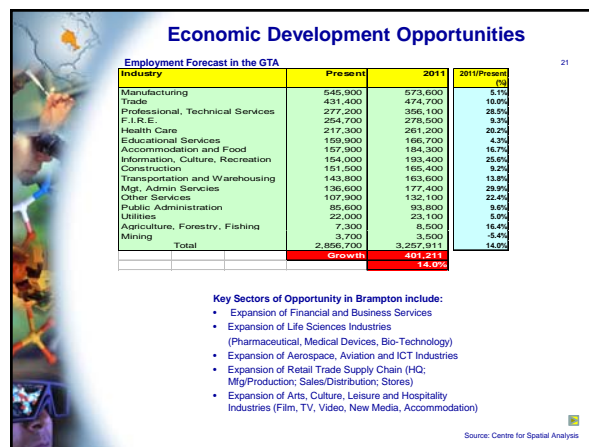 Economic Development Opportunities
Employment Forecast in the GTA
21
Industry Present 2011 2011/Present (%)
Manufacturing 545,900 573,600 5.1%
Trade 431,400 474,700 10.0%
Professional, Technical Services 277,200 356,100 28.5%
F.I.R.E. 254,700 278,500 9.3%
Health Care 217,300 261,200 20.2%
Educational Services 159,900 166,700 4.3%
Accommodation and Food 157,900 184,300 16.7%
Information, Culture, Recreation 154,000 193,400 25.6%
Construction 151,500 165,400 9.2%
Transportation and Warehousing 143,800 163,600 13.8%
Mgt, Admin Servcies 136,600 177,400 29.9%
Other Services 107,900 132,100 22.4%
Public Administration 85,600 93,800 9.6%
Utilities 22,000 23,100 5.0%
Agriculture, Forestry, Fishing 7,300 8,500 16.4%
Mining 3,700 3,500 -5.4%
Total 2,856,700 3,257,911 14.0%
Growth 401,211
14.0%
Key Sectors of Opportunity in Brampton include:
• Expansion of Financial and Business Services
• Expansion of Life Sciences Industries
(Pharmaceutical, Medical Devices, Bio-Technology)
• Expansion of Aerospace, Aviation and ICT Industries
• Expansion of Retail Trade Supply Chain (HQ;
Mfg/Production; Sales/Distribution; Stores)
• Expansion of Arts, Culture, Leisure and Hospitality
Industries (Film, TV, Video, New Media, Accommodation)
Source: Centre for Spatial Analysis